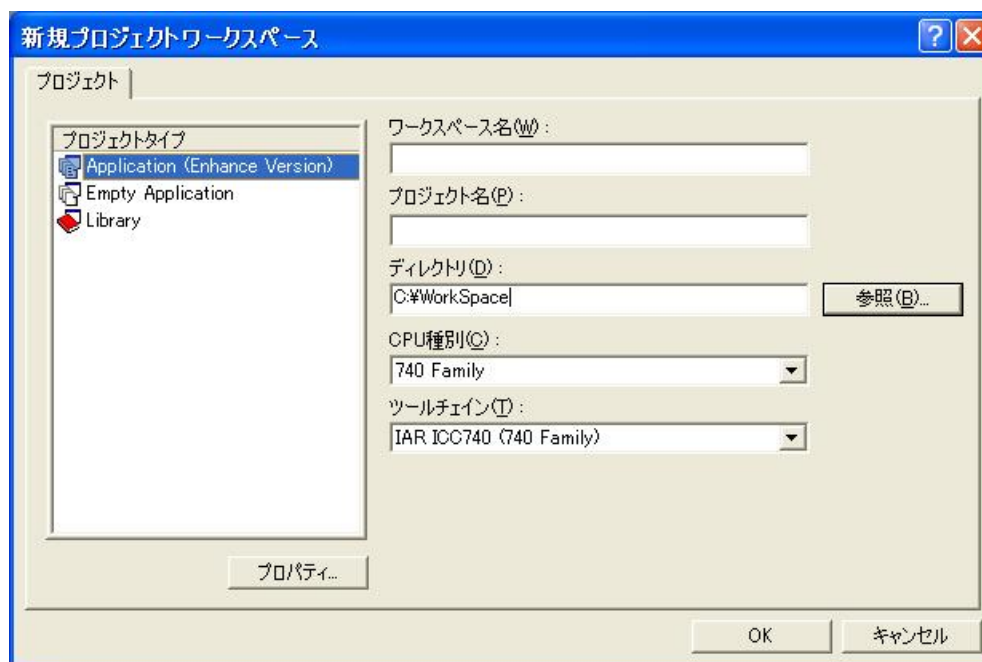 新規プロジェクトワークスペース
プロジェクト
プロジェクトタイプ
Application (Enhance Version)
Empty Application
Library
プロパティ...
ワークスペース名(W):
プロジェクト名(P):
ディレクトリ(D):
C:¥WorkSpace
参照(B)...
CPU種別(C):
740 Family
ツールチェイン(T):
IAR ICC740 (740 Family)
OK
キャンセル